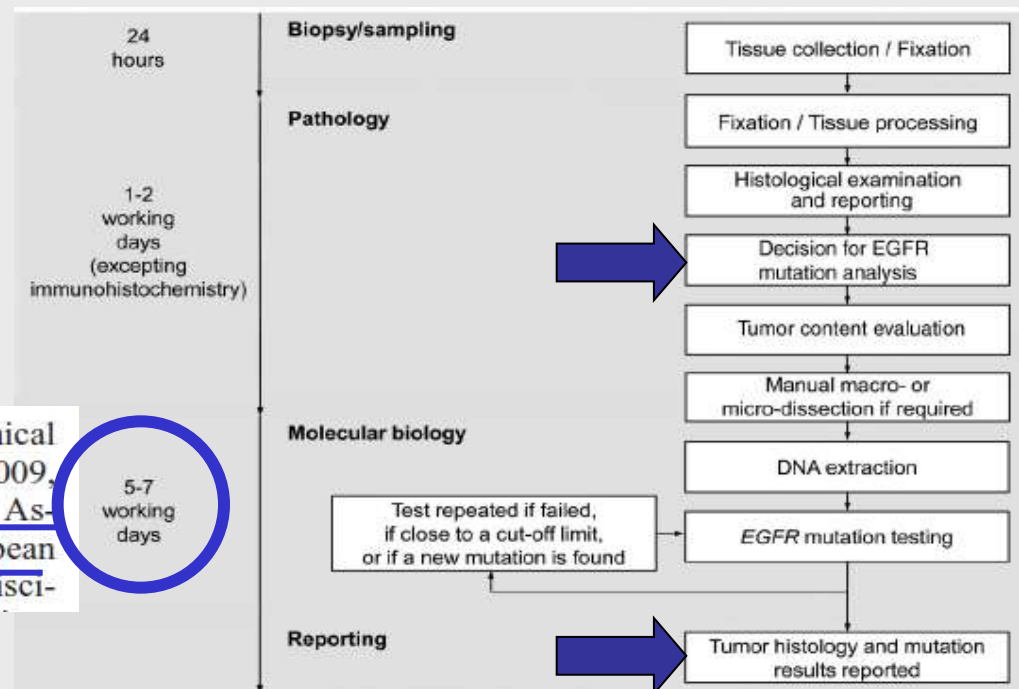 24
hours
Biopsy/sampling
Tissue collection / Fixation
Pathology
Fixation / Tissue processing
1-2
working
days
(excepting
immunohistochemistry)
Histological examination
and reporting
Decision for EGFR
mutation analysis
Tumor content evaluation
Manual macro- or
micro-dissection if required
Molecular biology
DNA extraction
009,
As-
5-7
working
days
Test repeated if failed,
if close to a cut-off limit,
or if a new mutation is found
EGFR mutation testing
Reporting
Tumor histology and mutation
results reported